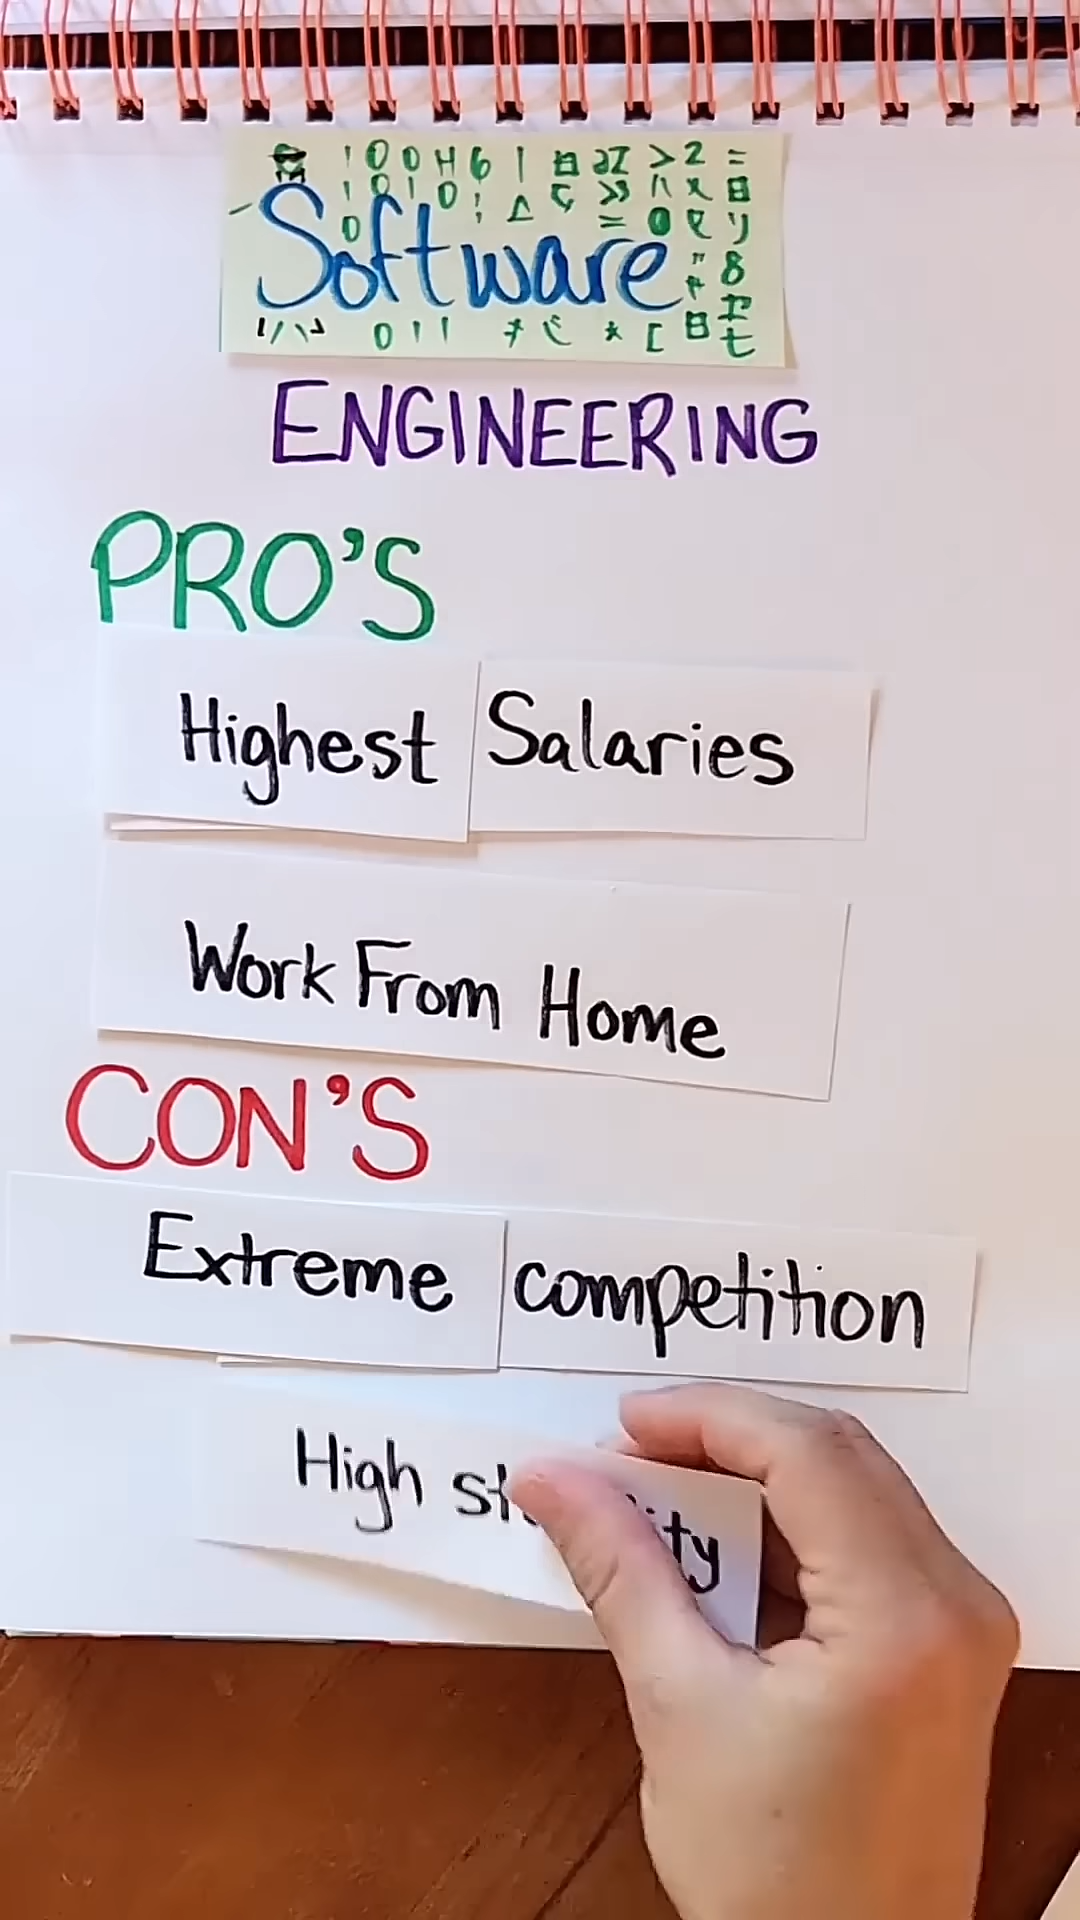 Software
ENGINEERING
PRO'S
Highest Salaries
Work From Home
CON'S
Extreme competition
High